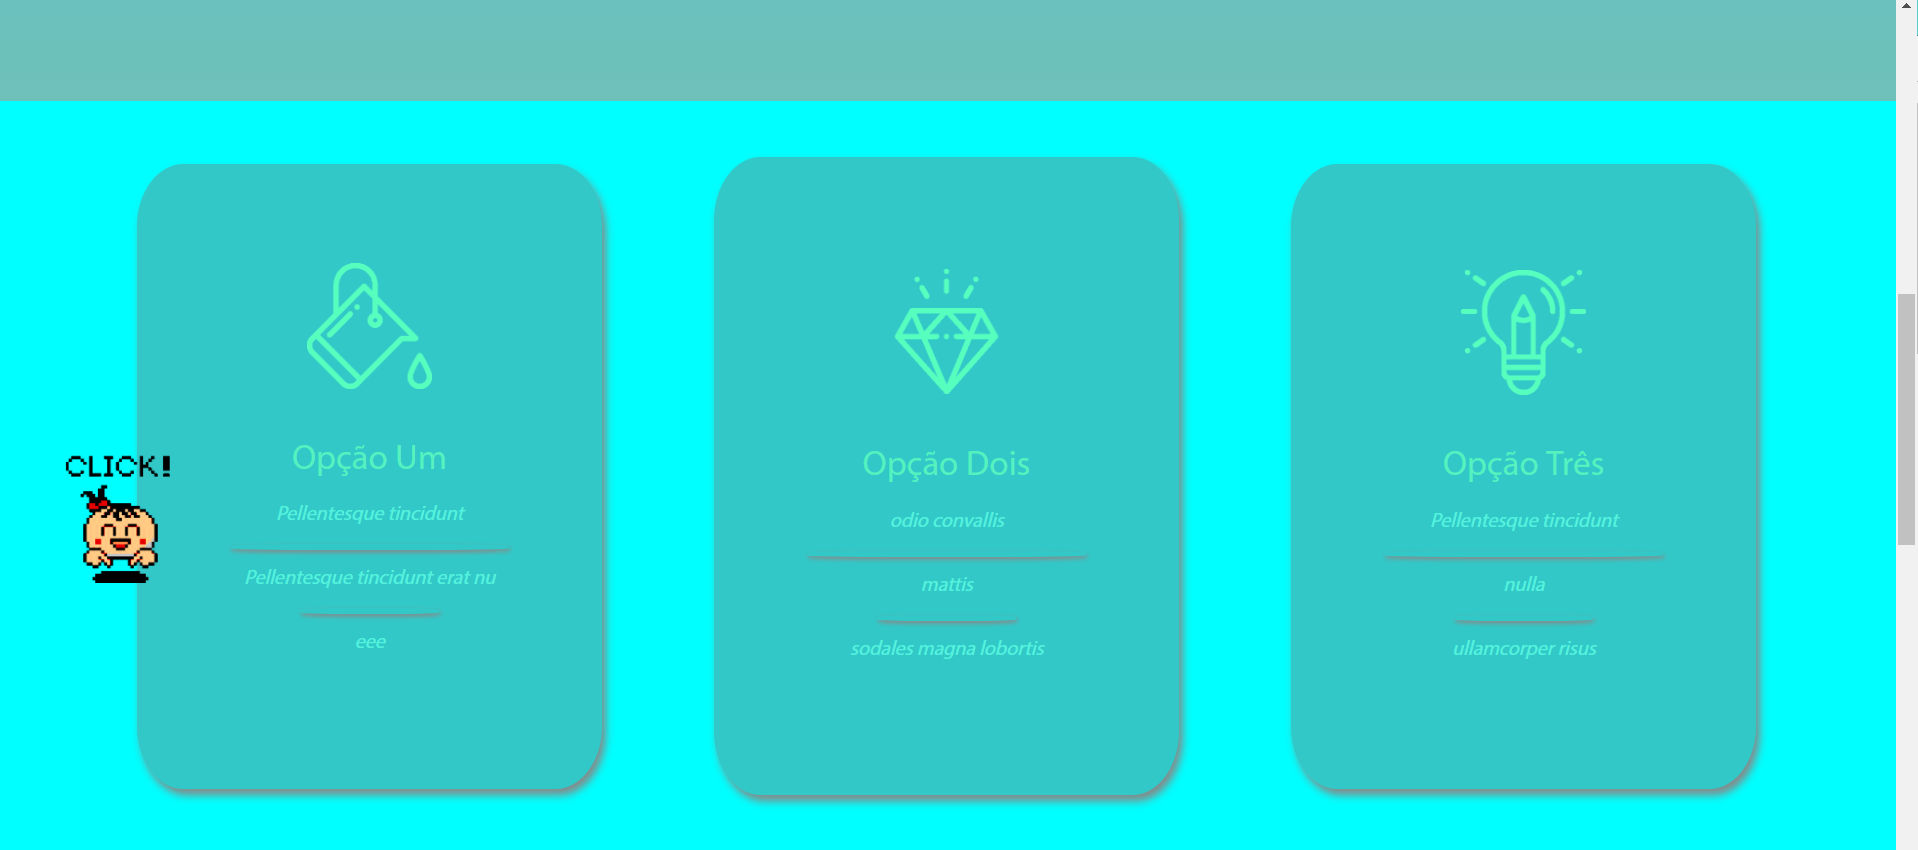 CLICK!
Opção Um
Pellentesque tincidunt
Pellentesque tincidunt erat nu
eee
Opção Dois
odio convallis
mattis
sodales magna lobortis
Opção Três
Pellentesque tincidunt
nulla
ullamcorper risus